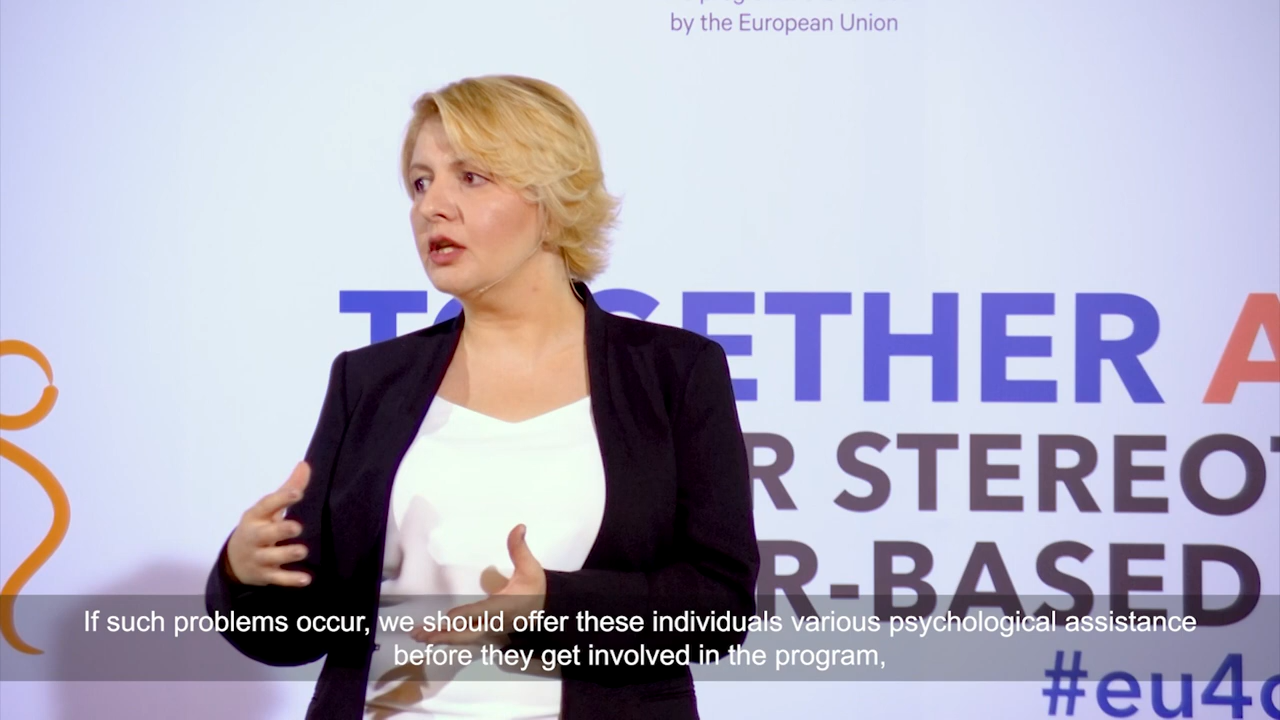 by the European Union
TOGETHER A
R STEREOT
R-BASED
If such problems occur, we should offer these individuals various psychological assistance
before they get involved in the program,
#eu4